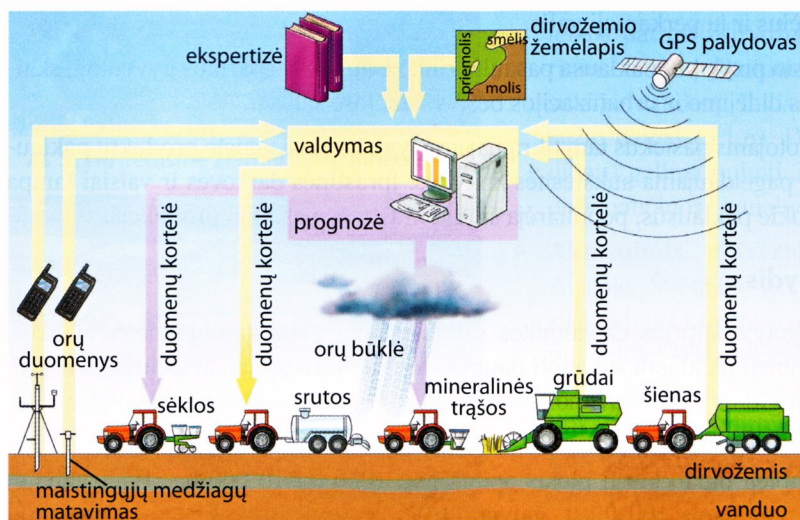 ekspertizė
priemolis
smėlis
molis
dirvožemio
žemėlapis
GPS palydovas
valdymas
prognozė
duomenų kortelė
duomenų kortelė
duomenų kortelė
duomenų kortelė
orų
duomenys
orų būklė
sėklos
srutos
mineralinės
trąšos
grūdai
šienas
maistingųjų medžiagų
matavimas
dirvožemis
vanduo